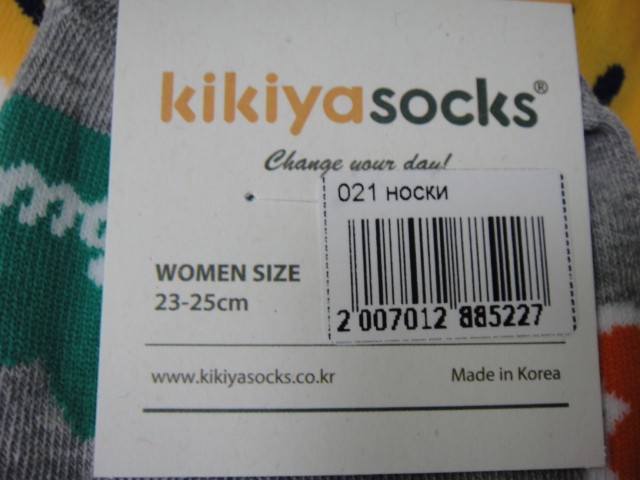 kikiyasocks®
Change your day!
021 носки
WOMEN SIZE
23-25cm
2 007012 885227
www.kikiyasocks.co.kr
Made in Korea